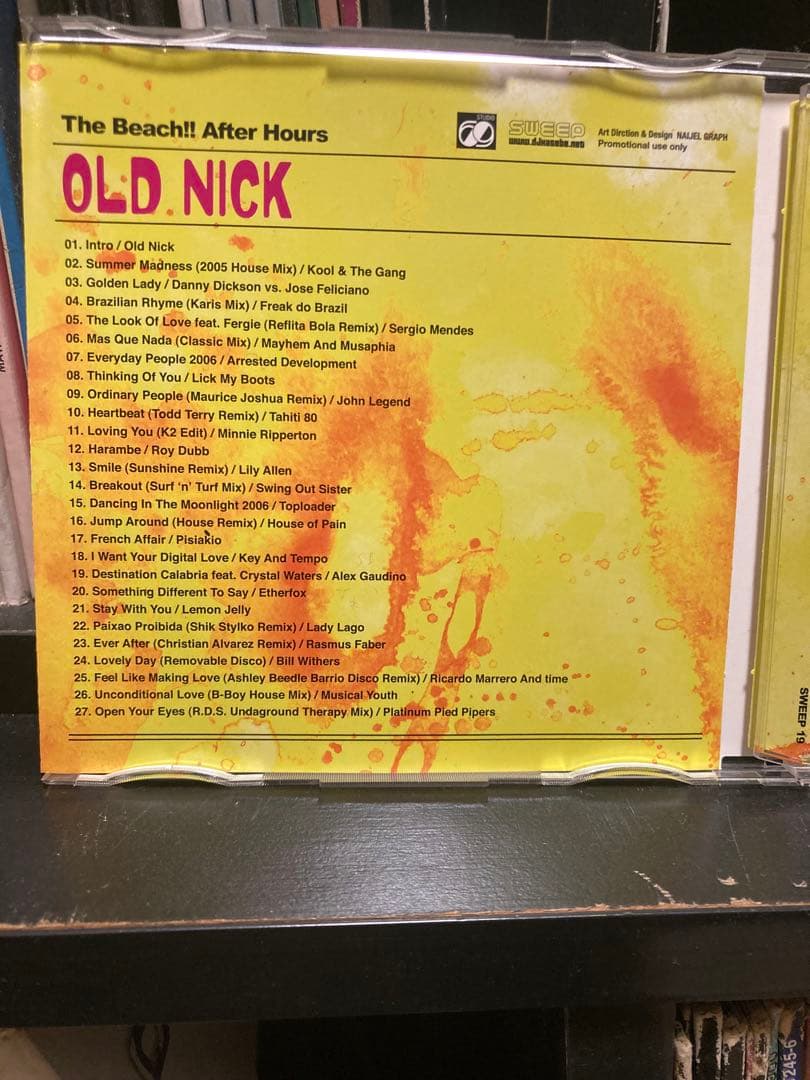 The Beach!! After Hours
STUDIO
SWEEP
www.djhasebe.net
Art Dirction & Design NAIJEL GRAPH
Promotional use only
OLD NICK
01. Intro / Old Nick
02. Summer Madness (2005 House Mix) / Kool & The Gang
03. Golden Lady / Danny Dickson vs. Jose Feliciano
04. Brazilian Rhyme (Karis Mix) / Freak do Brazil
05. The Look Of Love feat. Fergie (Reflita Bola Remix) / Sergio Mendes
06. Mas Que Nada (Classic Mix) / Mayhem And Musaphia
07. Everyday People 2006 / Arrested Development
08. Thinking Of You / Lick My Boots
09. Ordinary People (Maurice Joshua Remix) / John Legend
10. Heartbeat (Todd Terry Remix) / Tahiti 80
11. Loving You (K2 Edit) / Minnie Ripperton
12. Harambe / Roy Dubb
13. Smile (Sunshine Remix) / Lily Allen
14. Breakout (Surf 'n' Turf Mix) / Swing Out Sister
15. Dancing In The Moonlight 2006 / Toploader
16. Jump Around (House Remix) / House of Pain
17. French Affair / Pisiakio
18. I Want Your Digital Love / Key And Tempo
19. Destination Calabria feat. Crystal Waters / Alex Gaudino
20. Something Different To Say / Etherfox
21. Stay With You / Lemon Jelly
22. Paixao Proibida (Shik Stylko Remix) / Lady Lago
23. Ever After (Christian Alvarez Remix) / Rasmus Faber
24. Lovely Day (Removable Disco) / Bill Withers
25. Feel Like Making Love (Ashley Beedle Barrio Disco Remix) / Ricardo Marrero And time
26. Unconditional Love (B-Boy House Mix) / Musical Youth
27. Open Your Eyes (R.D.S. Undaground Therapy Mix) / Platinum Pied Pipers
SWEEP 19
245-6